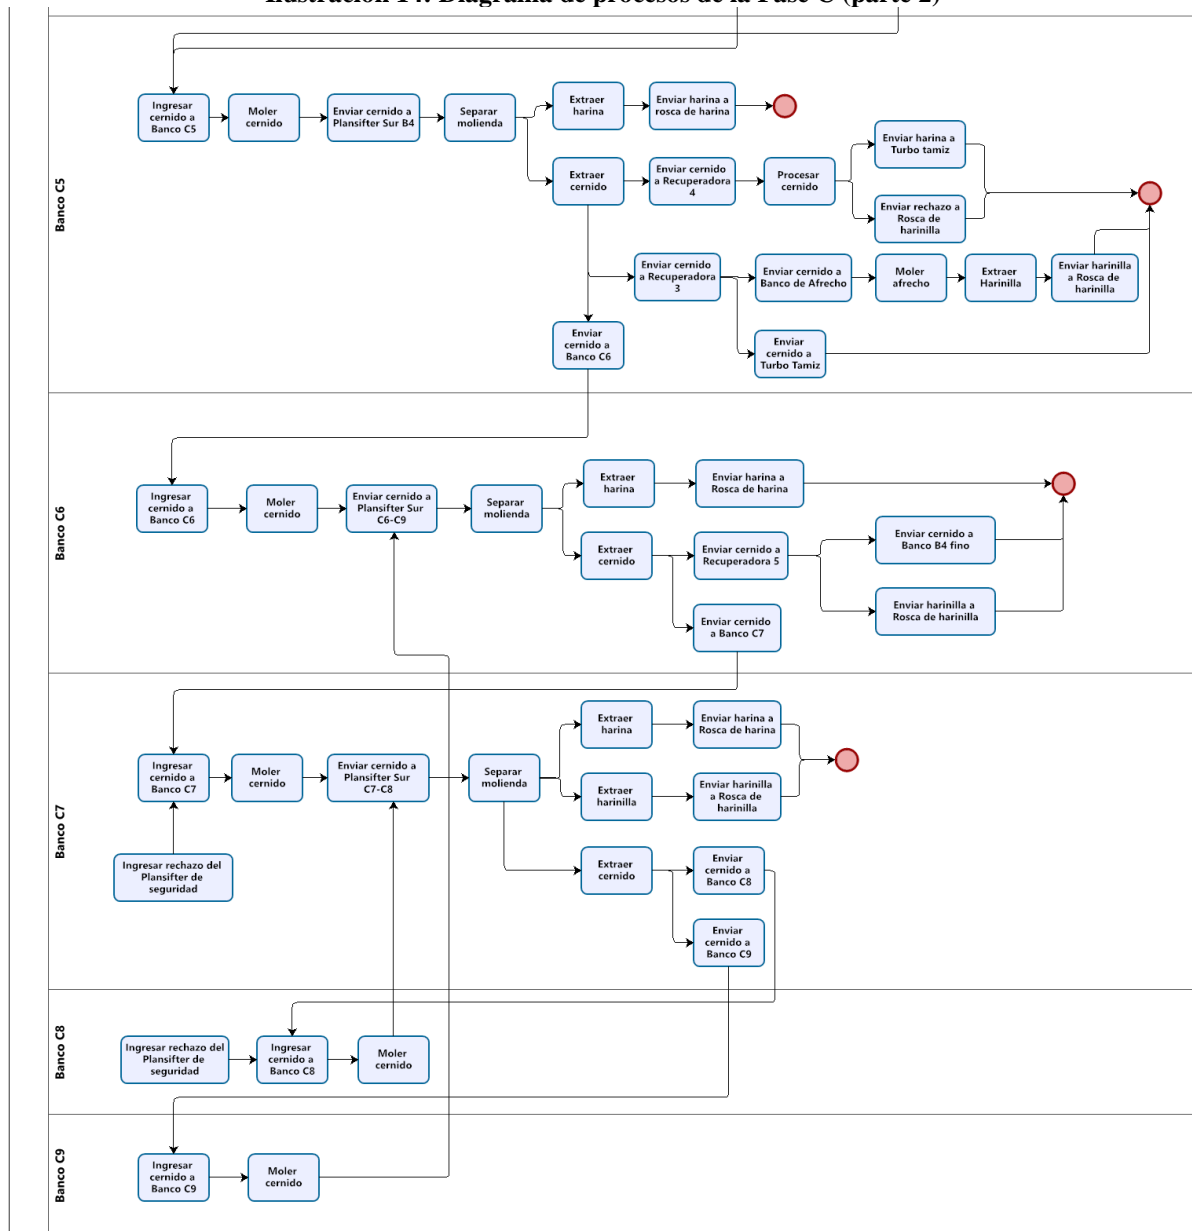 Ilustración 14. Diagrama de procesos de la Fase C (parte 2)
Banco C5
Ingresar
cernido a
Banco C5
Moler
cernido
Enviar cernido a
Plansifter Sur B4
Separar
molienda
Extraer
harina
Enviar harina a
rosca de harina
Extraer
cernido
Enviar cernido
a Recuperadora
4
Procesar
cernido
Enviar harina a
Turbo tamiz
Enviar rechazo a
Rosca de
harinilla
Enviar cernido
a Recuperadora
3
Enviar cernido a
Banco de Afrecho
Moler
afrecho
Extraer
Harinilla
Enviar harinilla
a Rosca de
harinilla
Enviar
cernido a
Banco C6
Enviar
cernido a
Turbo Tamiz
Banco C6
Ingresar
cernido a
Banco C6
Moler
cernido
Enviar cernido a
Plansifter Sur
C6-C9
Separar
molienda
Extraer
harina
Enviar harina a
Rosca de harina
Extraer
cernido
Enviar cernido a
Recuperadora 5
Enviar cernido a
Banco B4 fino
Enviar harinilla a
Rosca de harinilla
Enviar cernido
a Banco C7
Banco C7
Ingresar
cernido a
Banco C7
Moler
cernido
Enviar cernido a
Plansifter Sur
C7-C8
Separar
molienda
Extraer
harina
Enviar harina a
Rosca de harina
Extraer
harinilla
Enviar harinilla
a Rosca de
harinilla
Ingresar rechazo del
Plansifter de
seguridad
Extraer
cernido
Enviar
cernido a
Banco C8
Enviar
cernido a
Banco C9
Banco C8
Ingresar rechazo del
Plansifter de
seguridad
Ingresar
cernido a
Banco C8
Moler
cernido
Banco C9
Ingresar
cernido a
Banco C9
Moler
cernido